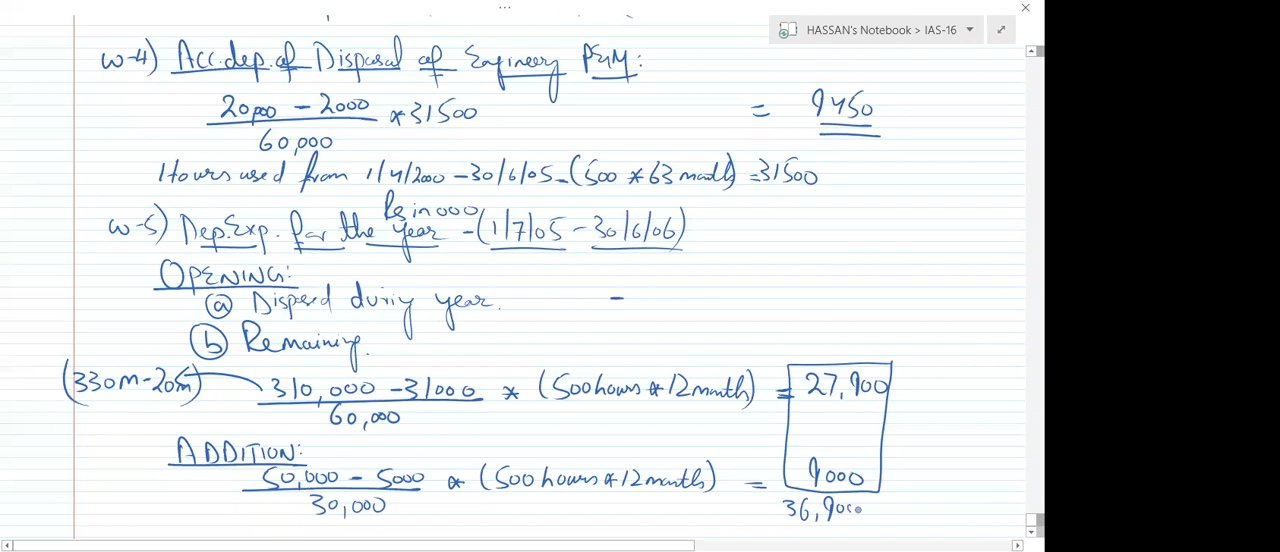 HASSAN's Notebook > IAS-16
w-4) Acc.dep.of Disposal of Engineery P&M:
20,000 - 2000 * 31500 = 9450
60,000
Hours used from 1/4/2000 - 30/6/05 - (500 * 63 month) = 31500
Rs in 000
w-5) Dep.Exp. for the year - (1/7/05 - 30/6/06)
OPENING:
(a) Disposed during year. -
(b) Remaining.
(330m-20m) 310,000 - 31000 * (500 hours * 12 month) = 27,900
60,000
ADDITION:
50,000 - 5000 * (500 hours * 12 month) = 9000
30,000 36,900